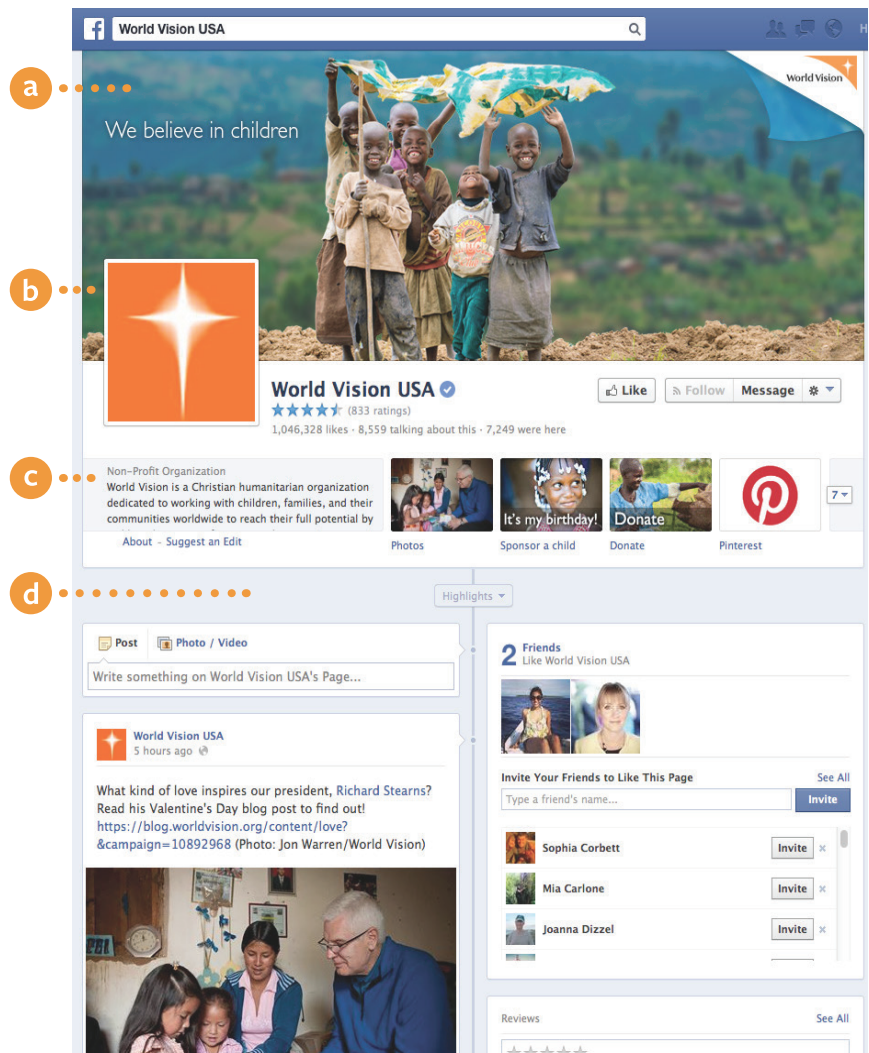 World Vision USA
H
a
World Vision
We believe in children
b
World Vision USA
Like
Follow
Message
(833 ratings)
1,046,328 likes · 8,559 talking about this · 7,249 were here
c
Non-Profit Organization
World Vision is a Christian humanitarian organization
dedicated to working with children, families, and their
communities worldwide to reach their full potential by
About - Suggest an Edit
It's my birthday!
Donate
7
Photos
Sponsor a child
Donate
Pinterest
d
Highlights
Post
Photo / Video
Write something on World Vision USA's Page...
2 Friends
Like World Vision USA
World Vision USA
5 hours ago
What kind of love inspires our president, Richard Stearns?
Read his Valentine's Day blog post to find out!
https://blog.worldvision.org/content/love?
&campaign=10892968 (Photo: Jon Warren/World Vision)
Invite Your Friends to Like This Page
See All
Type a friend's name...
Invite
Sophia Corbett
Invite ×
Mia Carlone
Invite ×
Joanna Dizzel
Invite ×
Reviews
See All